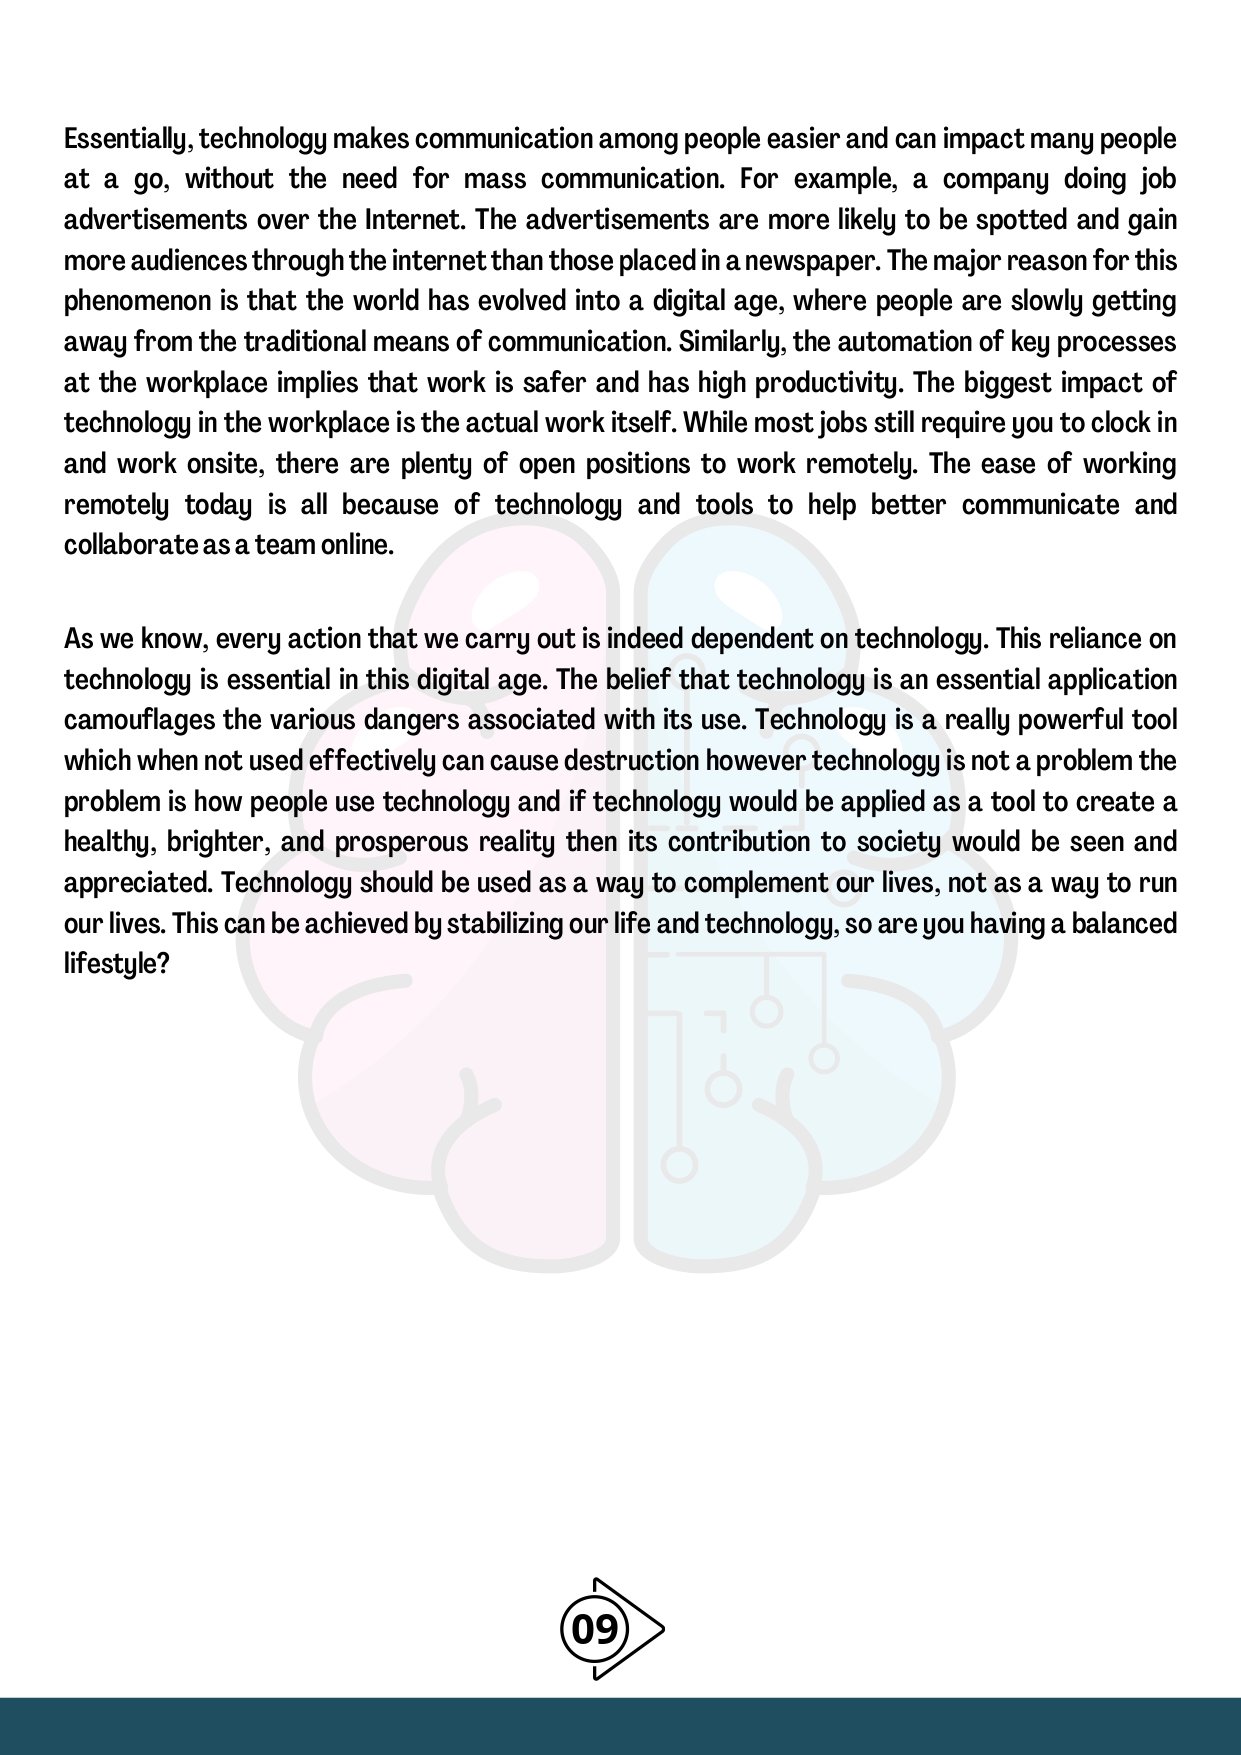 Essentially, technology makes communication among people easier and can impact many people
at a go, without the need for mass communication. For example, a company doing job
advertisements over the Internet. The advertisements are more likely to be spotted and gain
more audiences through the internet than those placed in a newspaper. The major reason for this
phenomenon is that the world has evolved into a digital age, where people are slowly getting
away from the traditional means of communication. Similarly, the automation of key processes
at the workplace implies that work is safer and has high productivity. The biggest impact of
technology in the workplace is the actual work itself. While most jobs still require you to clock in
and work onsite, there are plenty of open positions to work remotely. The ease of working
remotely today is all because of technology and tools to help better communicate and
collaborate as a team online.
As we know, every action that we carry out is indeed dependent on technology. This reliance on
technology is essential in this digital age. The belief that technology is an essential application
camouflages the various dangers associated with its use. Technology is a really powerful tool
which when not used effectively can cause destruction however technology is not a problem the
problem is how people use technology and if technology would be applied as a tool to create a
healthy, brighter, and prosperous reality then its contribution to society would be seen and
appreciated. Technology should be used as a way to complement our lives, not as a way to run
our lives. This can be achieved by stabilizing our life and technology, so are you having a balanced
lifestyle?
09